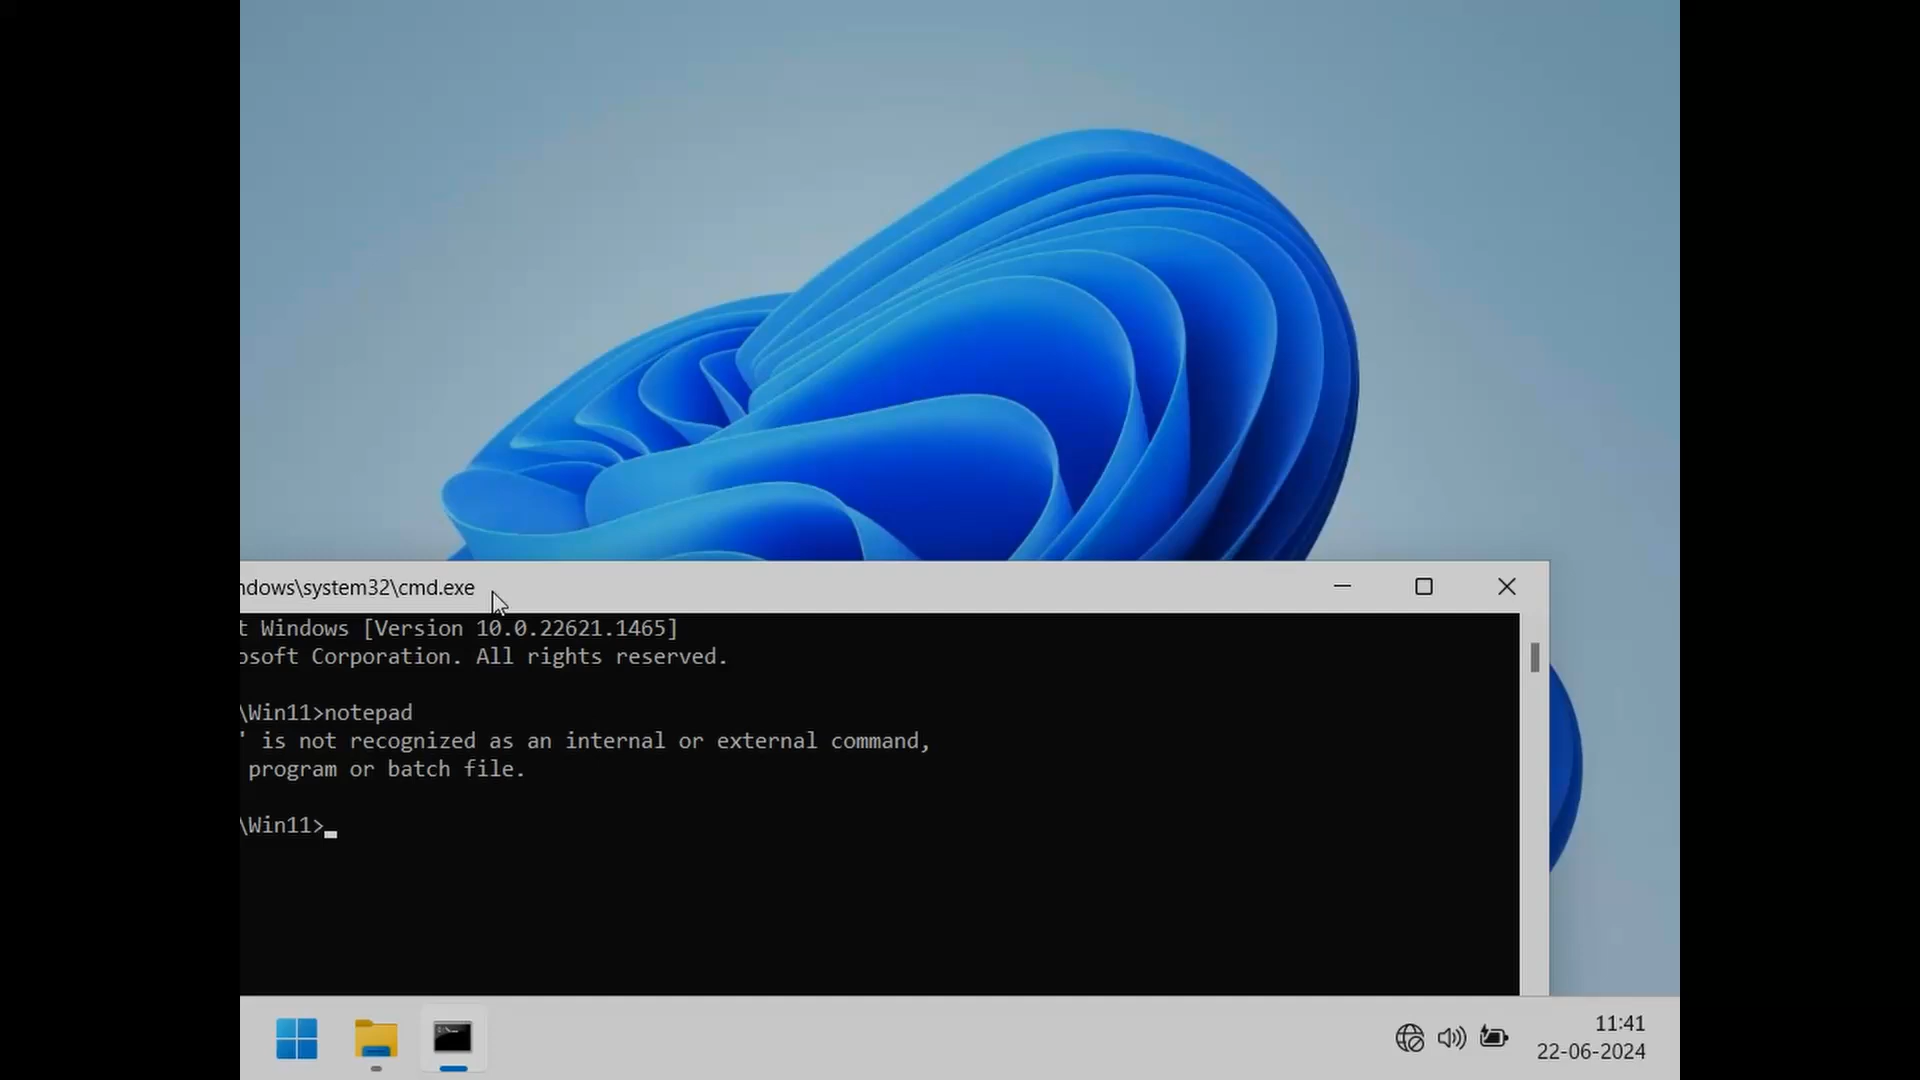 ndows\system32\cmd.exe
t Windows [Version 10.0.22621.1465]
osoft Corporation. All rights reserved.
\Win11>notepad
' is not recognized as an internal or external command,
program or batch file.
\Win11>
11:41
22-06-2024